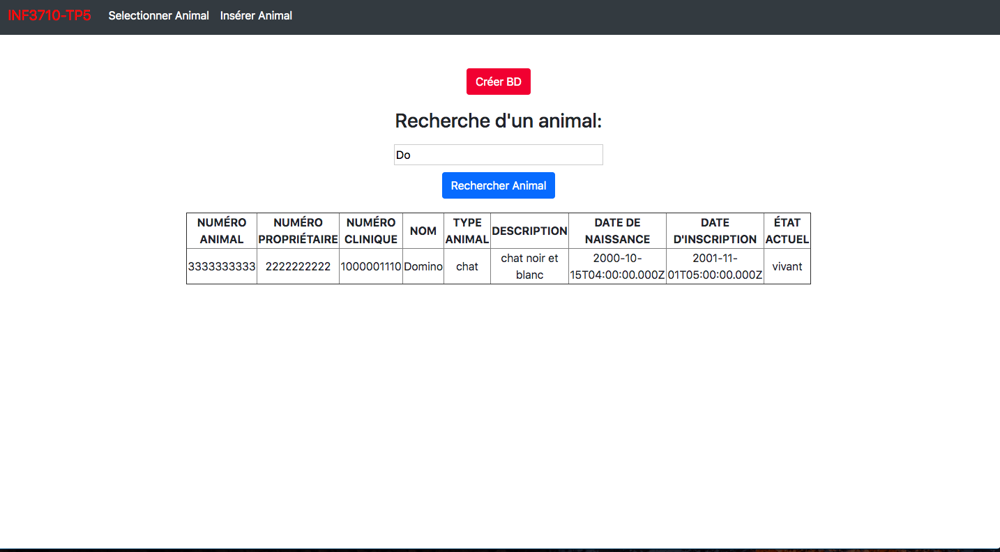 INF3710-TP5 Selectionner Animal Insérer Animal
Créer BD
Recherche d'un animal:
Do
Rechercher Animal
NUMÉRO ANIMAL NUMÉRO PROPRIÉTAIRE NUMÉRO CLINIQUE NOM TYPE ANIMAL DESCRIPTION DATE DE NAISSANCE DATE D'INSCRIPTION ÉTAT ACTUEL
3333333333 2222222222 1000001110 Domino chat chat noir et blanc 2000-10-15T04:00:00.000Z 2001-11-01T05:00:00.000Z vivant